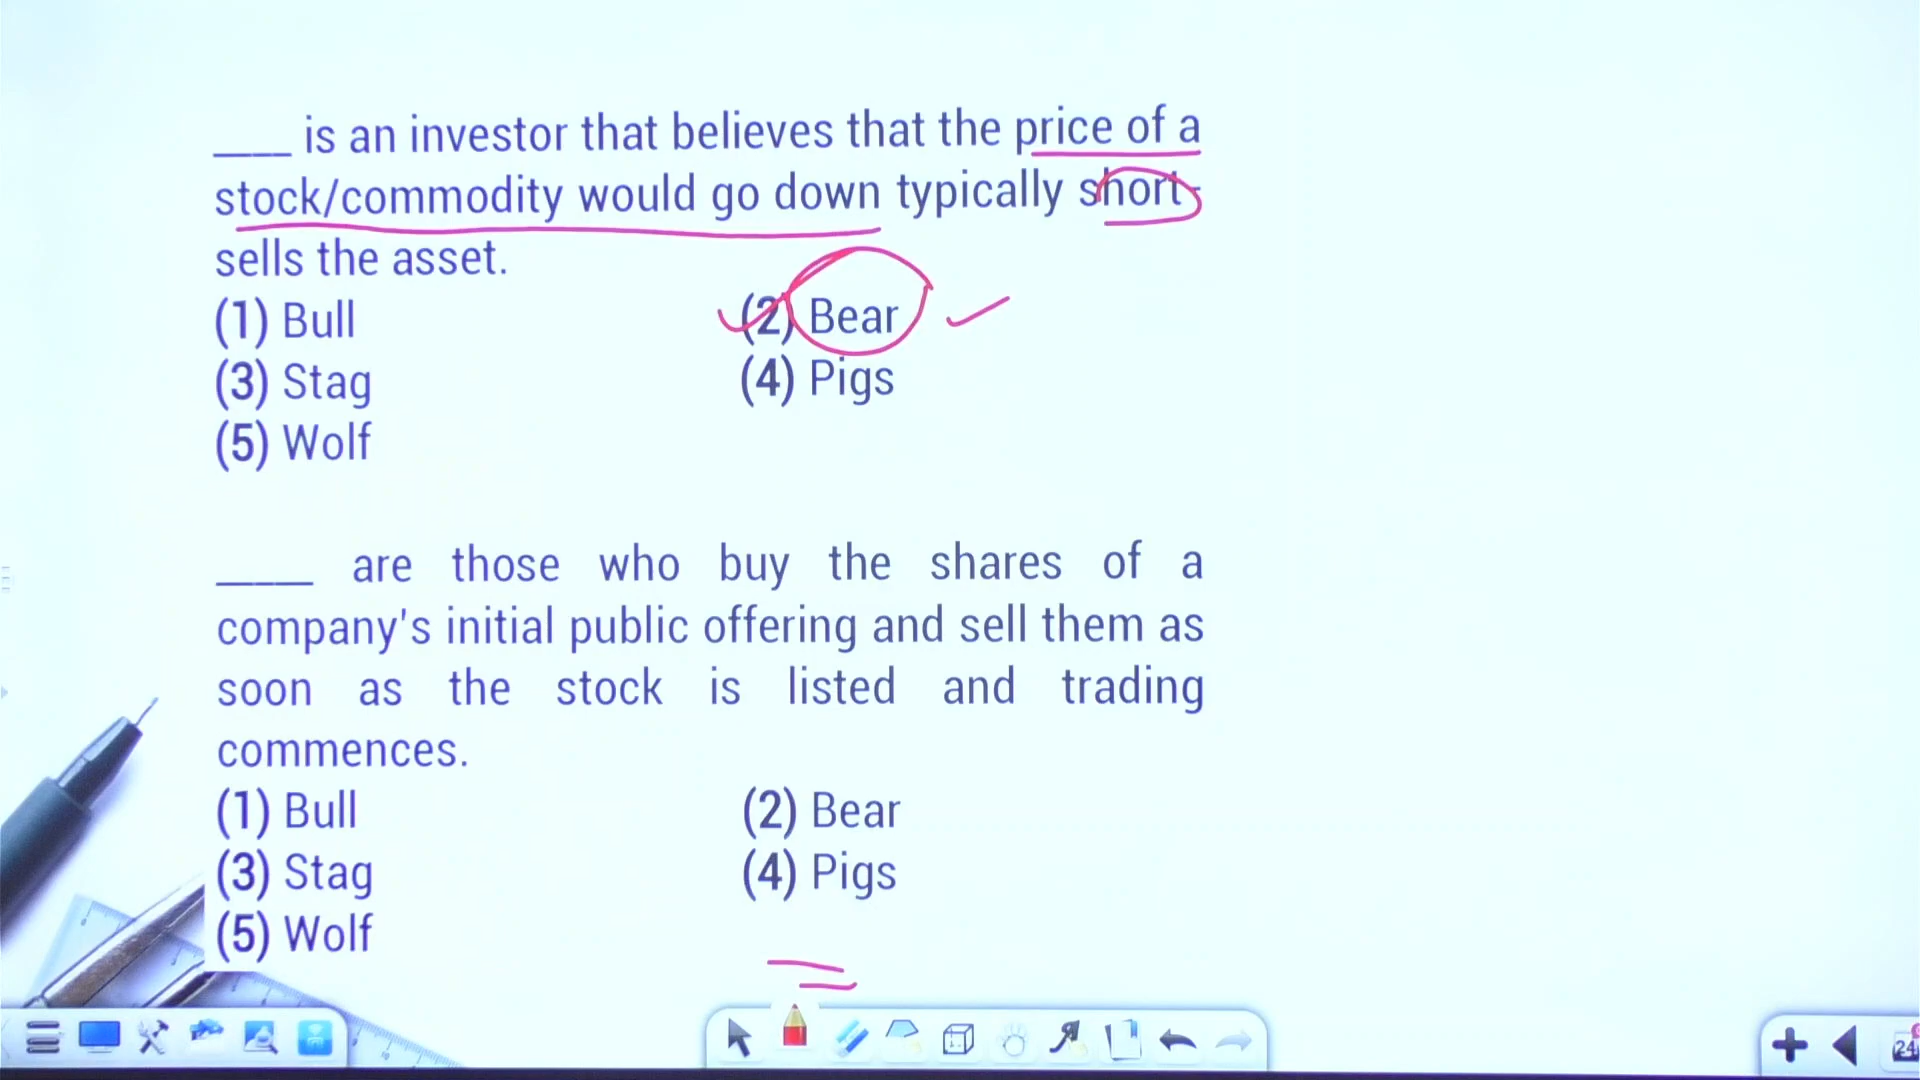 ____ is an investor that believes that the price of a
stock/commodity would go down typically short-
sells the asset.
(1) Bull (2) Bear
(3) Stag (4) Pigs
(5) Wolf
____ are those who buy the shares of a
company's initial public offering and sell them as
soon as the stock is listed and trading
commences.
(1) Bull (2) Bear
(3) Stag (4) Pigs
(5) Wolf
24